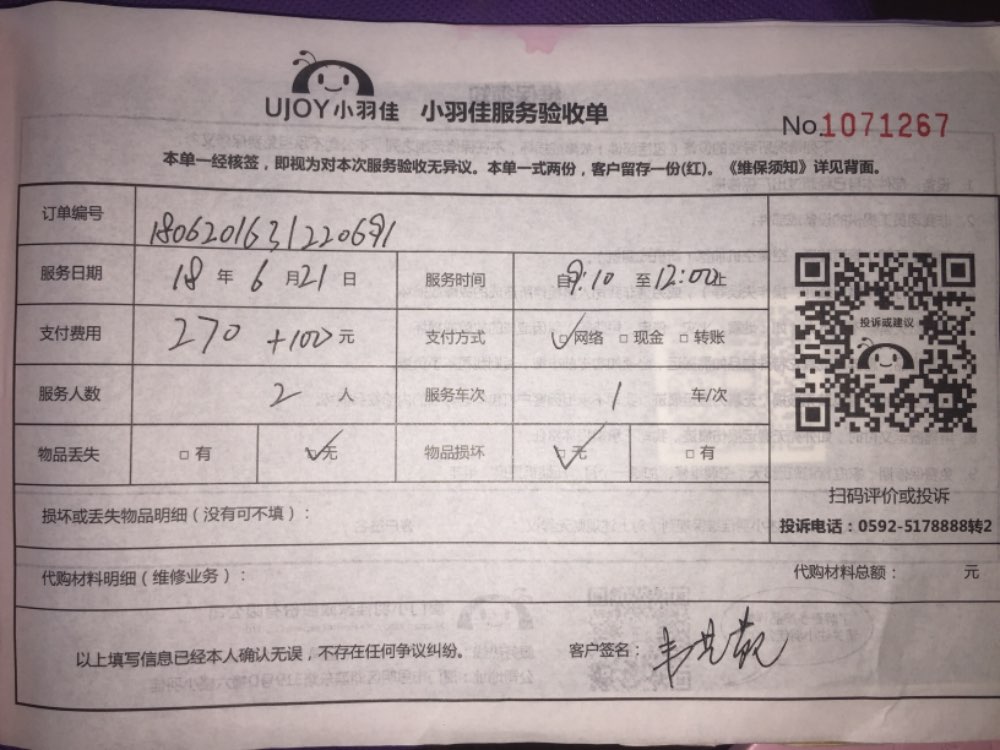 UJOY小羽佳 小羽佳服务验收单
No.1071267
本单一经核签，即视为对本次服务验收无异议。本单一式两份，客户留存一份(红)。《维保须知》详见背面。
订单编号 1806201631220691
服务日期 18 年 6 月 21 日 服务时间 自 9:10 至 12:00 止
支付费用 270 +100 元 支付方式 ☑网络 □现金 □转账
投诉或建议
服务人数 2 人 服务车次 1 车/次
物品丢失 □有 ☑无 物品损坏 ☑无 □有
扫码评价或投诉
损坏或丢失物品明细（没有可不填）：
投诉电话：0592-5178888转2
代购材料明细（维修业务）： 代购材料总额： 元
以上填写信息已经本人确认无误，不存在任何争议纠纷。 客户签名：